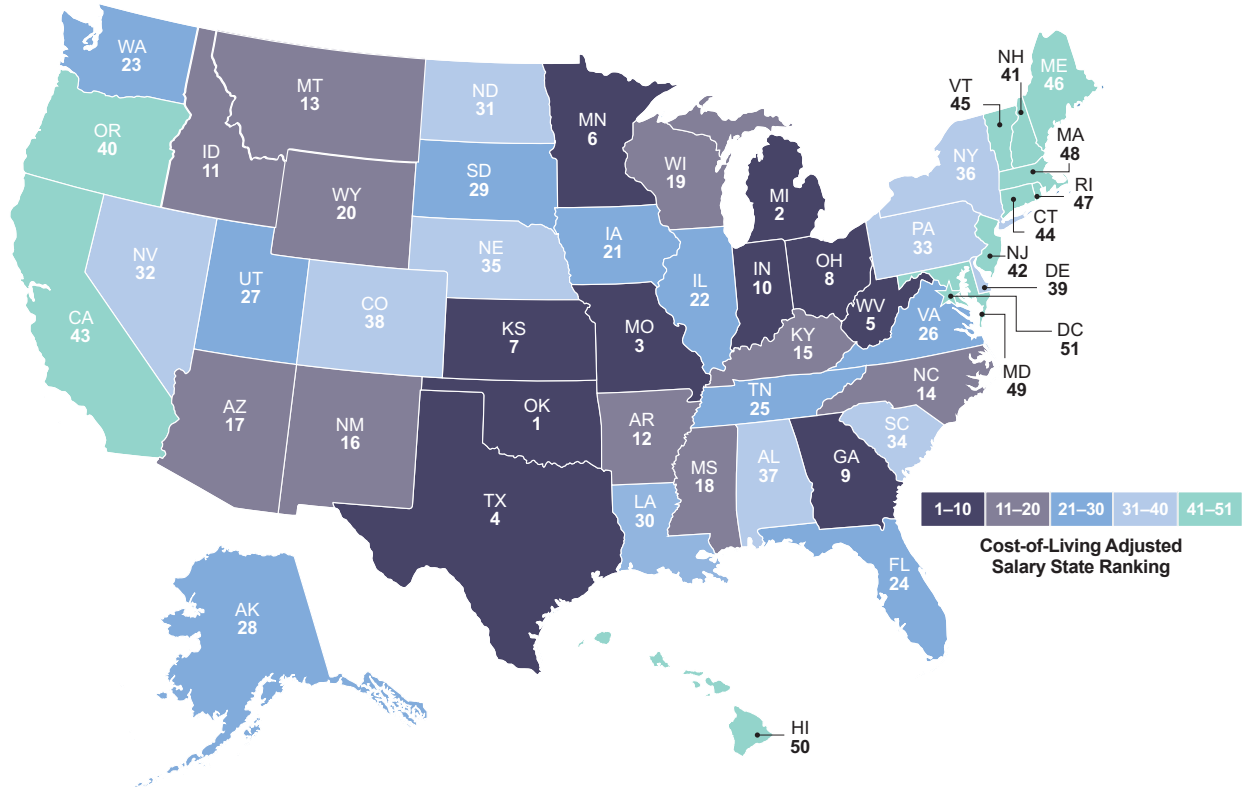 WA
23
OR
40
CA
43
NV
32
ID
11
MT
13
WY
20
UT
27
AZ
17
NM
16
CO
38
ND
31
SD
29
NE
35
KS
7
OK
1
TX
4
MN
6
IA
21
MO
3
AR
12
LA
30
WI
19
IL
22
MI
2
IN
10
OH
8
KY
15
TN
25
MS
18
AL
37
GA
9
FL
24
SC
34
NC
14
VA
26
WV
5
PA
33
NY
36
VT
45
NH
41
ME
46
MA
48
RI
47
CT
44
NJ
42
DE
39
DC
51
MD
49
AK
28
HI
50
1–10 11–20 21–30 31–40 41–51
Cost-of-Living Adjusted
Salary State Ranking